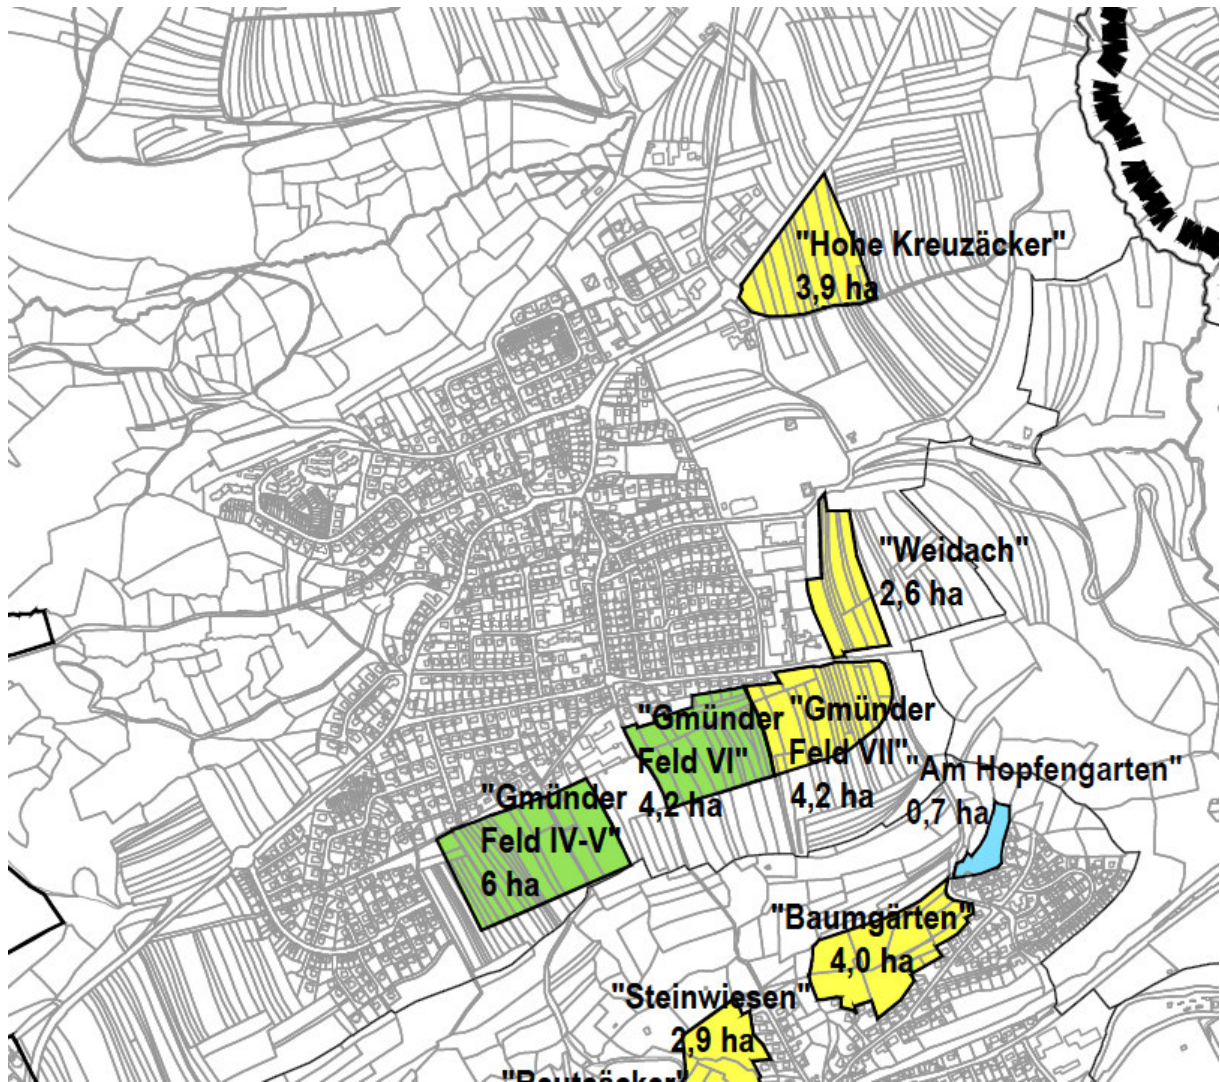 "Hohe Kreuzäcker"
3,9 ha
"Weidach"
2,6 ha
"Gmünder
Feld VI"
4,2 ha
"Gmünder
Feld VII"
4,2 ha
"Am Hopfengarten"
0,7 ha
"Gmünder
Feld IV-V"
6 ha
"Baumgärten"
4,0 ha
"Steinwiesen"
2,9 ha